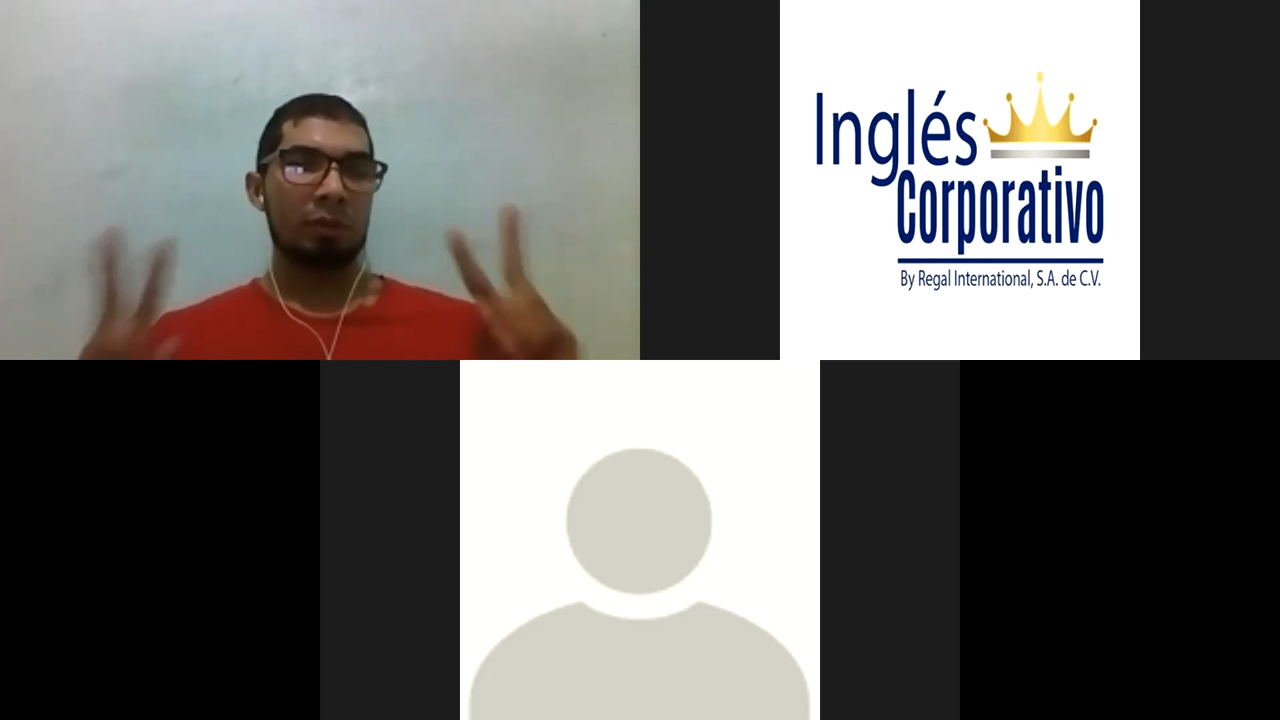 Inglés
Corporativo
By Regal International, S.A. de C.V.